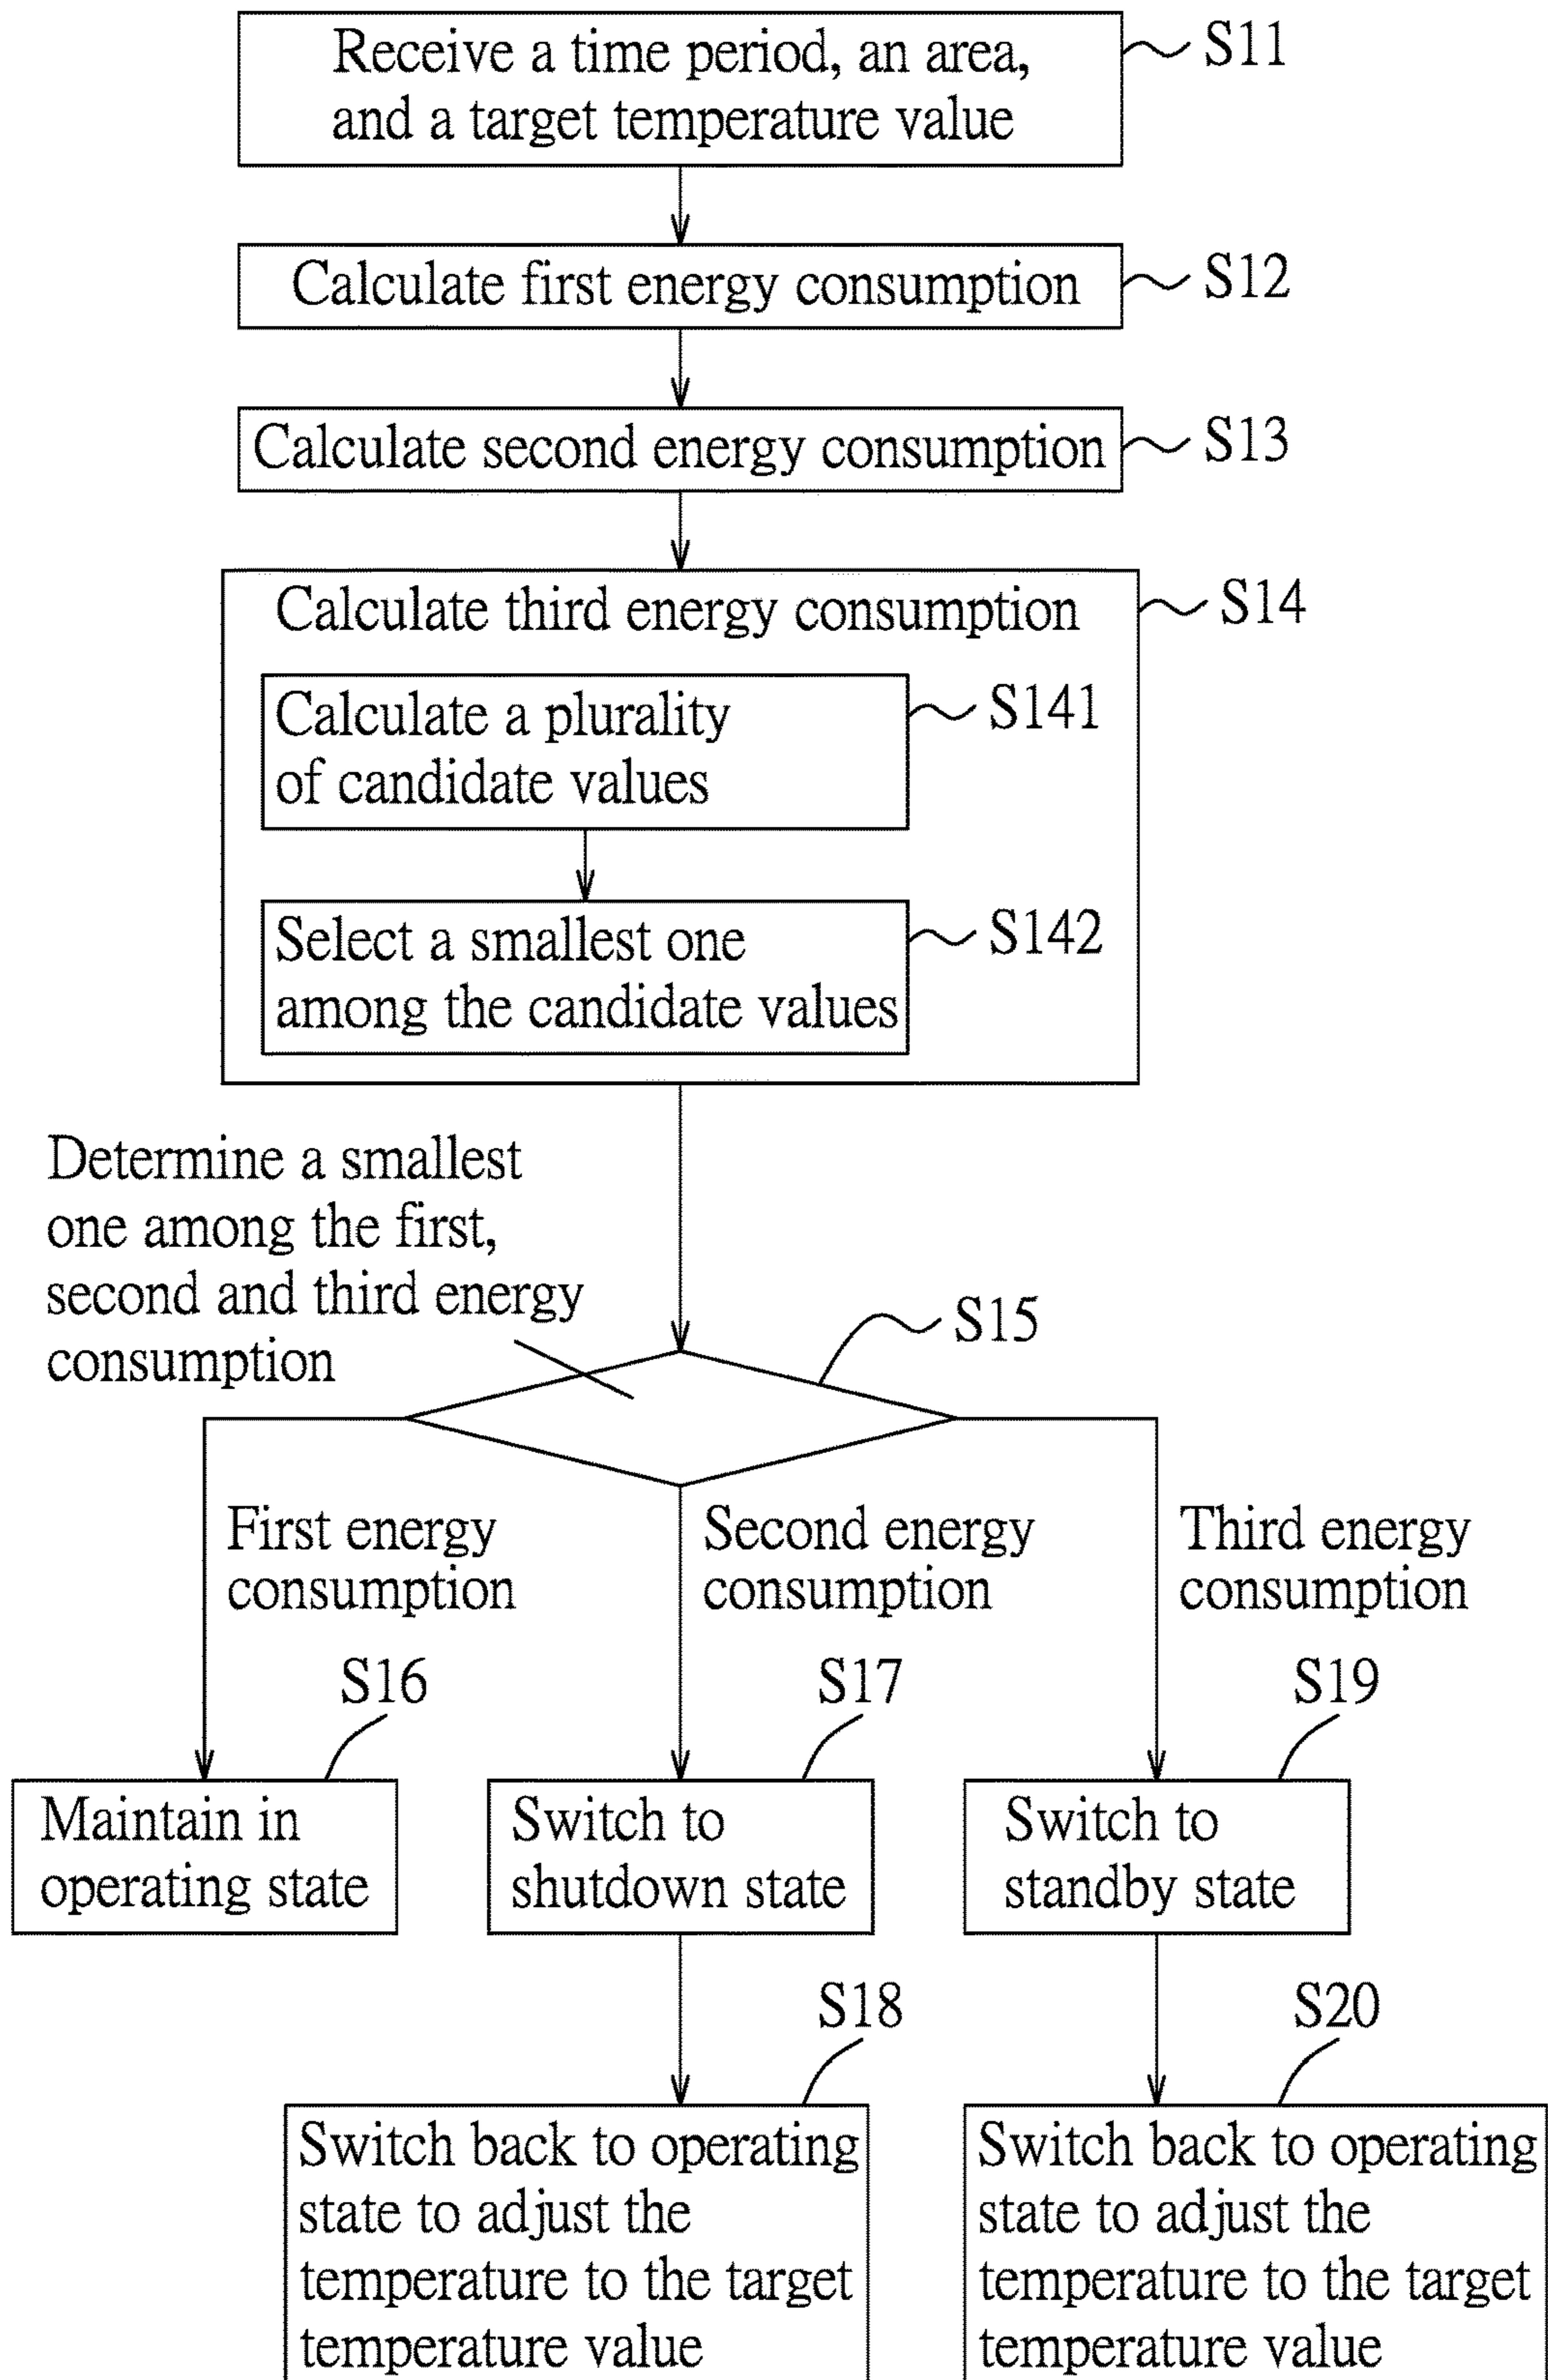 Receive a time period, an area,
and a target temperature value
S11
Calculate first energy consumption
S12
Calculate second energy consumption
S13
Calculate third energy consumption
S14
Calculate a plurality
of candidate values
S141
Select a smallest one
among the candidate values
S142
Determine a smallest
one among the first,
second and third energy
consumption
S15
First energy
consumption
Second energy
consumption
Third energy
consumption
S16
S17
S19
Maintain in
operating state
Switch to
shutdown state
Switch to
standby state
S18
S20
Switch back to operating
state to adjust the
temperature to the target
temperature value
Switch back to operating
state to adjust the
temperature to the target
temperature value